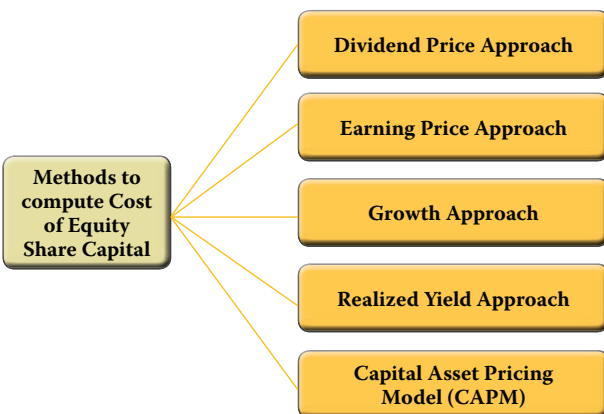 Dividend Price Approach
Earning Price Approach
Methods to
compute Cost
of Equity
Share Capital
Growth Approach
Realized Yield Approach
Capital Asset Pricing
Model (CAPM)